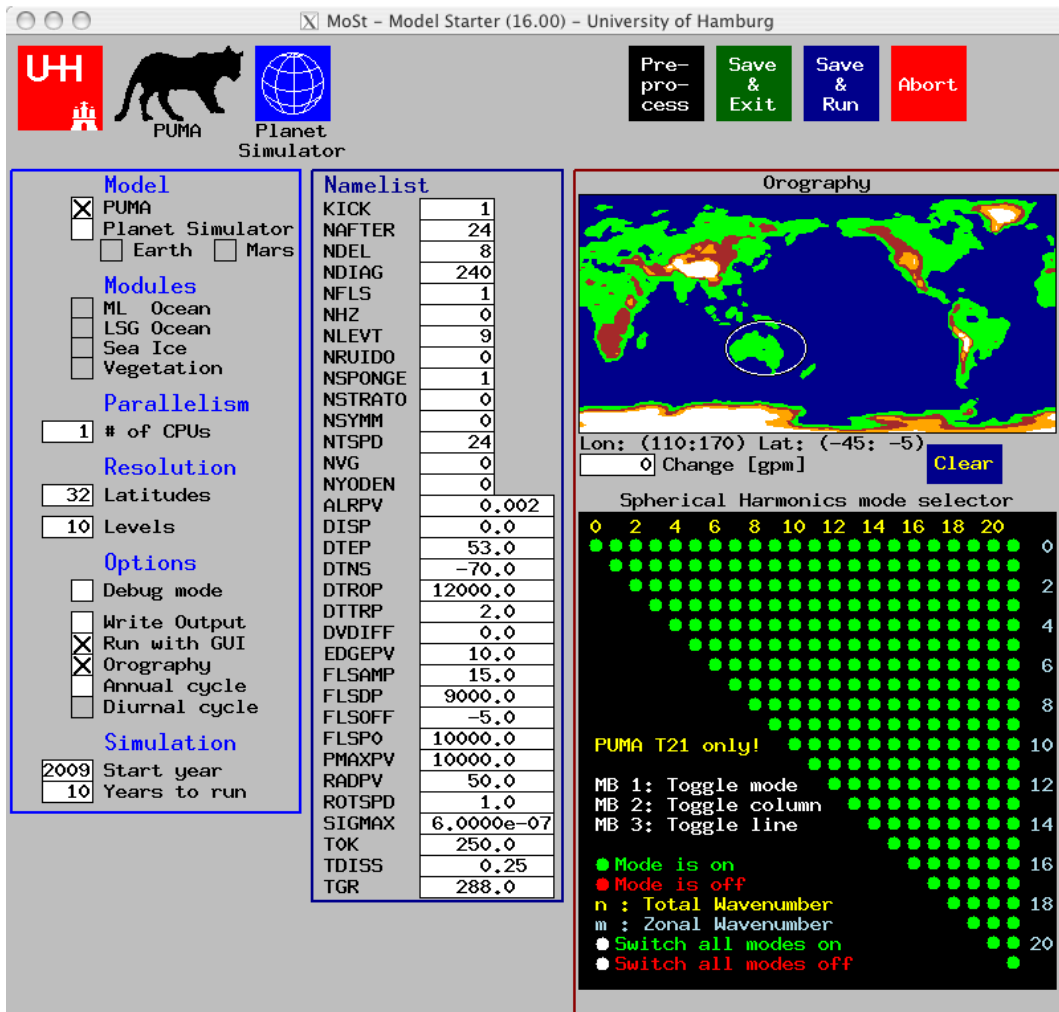 MoSt - Model Starter (16.00) - University of Hamburg
UH
PUMA
Planet
Simulator
Pre-
pro-
cess
Save
&
Exit
Save
&
Run
Abort
Model
PUMA
Planet Simulator
Earth Mars
Modules
ML Ocean
LSG Ocean
Sea Ice
Vegetation
Parallelism
1 # of CPUs
Resolution
32 Latitudes
10 Levels
Options
Debug mode
Write Output
Run with GUI
Orography
Annual cycle
Diurnal cycle
Simulation
2009 Start year
10 Years to run
Namelist
KICK 1
NAFTER 24
NDEL 8
NDIAG 240
NFLS 1
NHZ 0
NLEVT 9
NRUIDO 0
NSPONGE 1
NSTRATO 0
NSYMM 0
NTSPD 24
NVG 0
NYODEN 0
ALRPV 0.002
DISP 0.0
DTEP 53.0
DTNS -70.0
DTROP 12000.0
DTTRP 2.0
DVDIFF 0.0
EDGEPV 10.0
FLSAMP 15.0
FLSDP 9000.0
FLSOFF -5.0
FLSP0 10000.0
PMAXPV 10000.0
RADPV 50.0
ROTSPD 1.0
SIGMAX 6.0000e-07
T0K 250.0
TDISS 0.25
TGR 288.0
Orography
Lon: (110:170) Lat: (-45: -5)
0 Change [gpm]
Clear
Spherical Harmonics mode selector
0 2 4 6 8 10 12 14 16 18 20
0
2
4
6
8
PUMA T21 only! 10
MB 1: Toggle mode 12
MB 2: Toggle column
MB 3: Toggle line 14
Mode is on 16
Mode is off
n : Total Wavenumber 18
m : Zonal Wavenumber
Switch all modes on 20
Switch all modes off